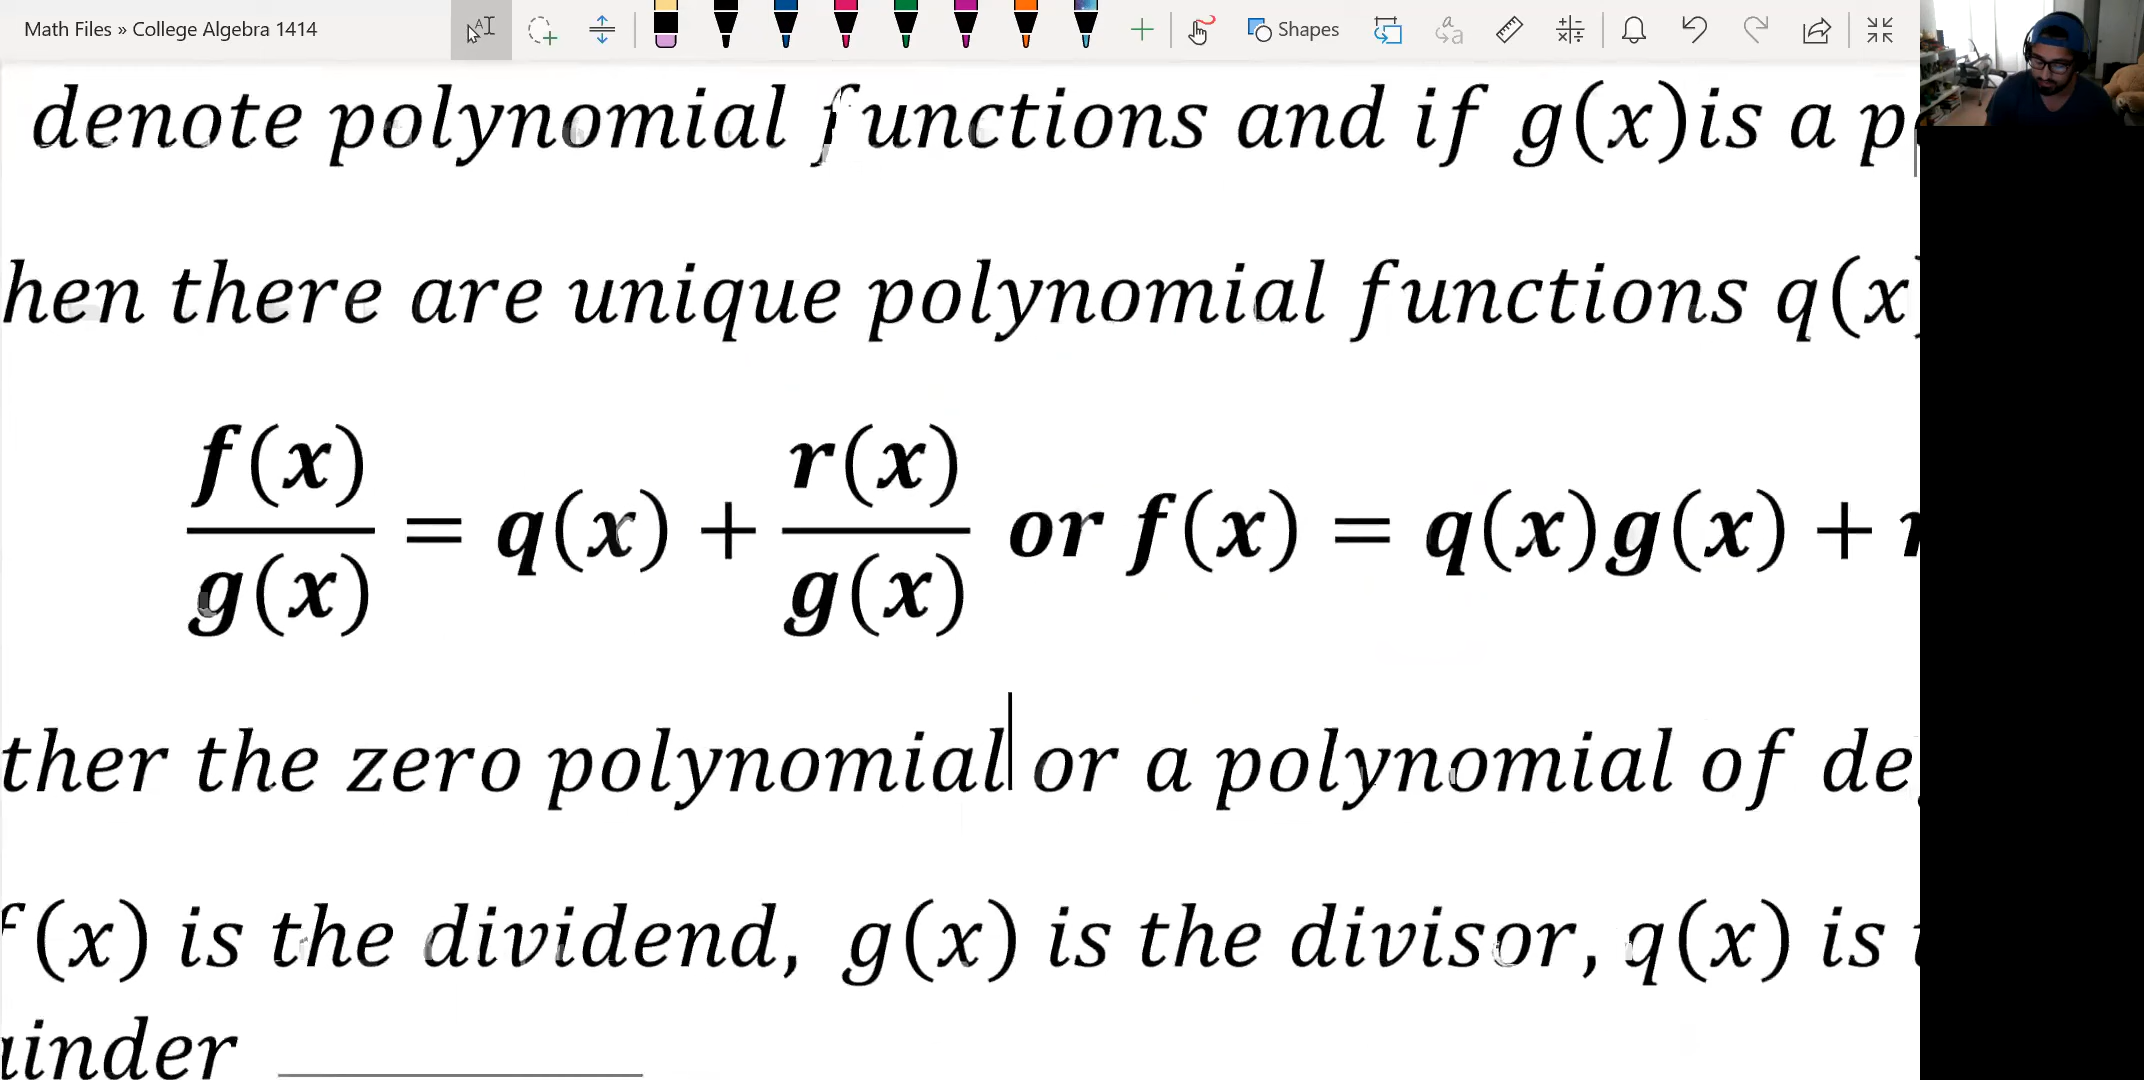 Math Files » College Algebra 1414
Shapes
denote polynomial functions and if g(x)is a p
hen there are unique polynomial functions q(x)
f(x)/g(x) = q(x) + r(x)/g(x) or f(x) = q(x)g(x) + r
ther the zero polynomial or a polynomial of de
f(x) is the dividend, g(x) is the divisor, q(x) is
inder